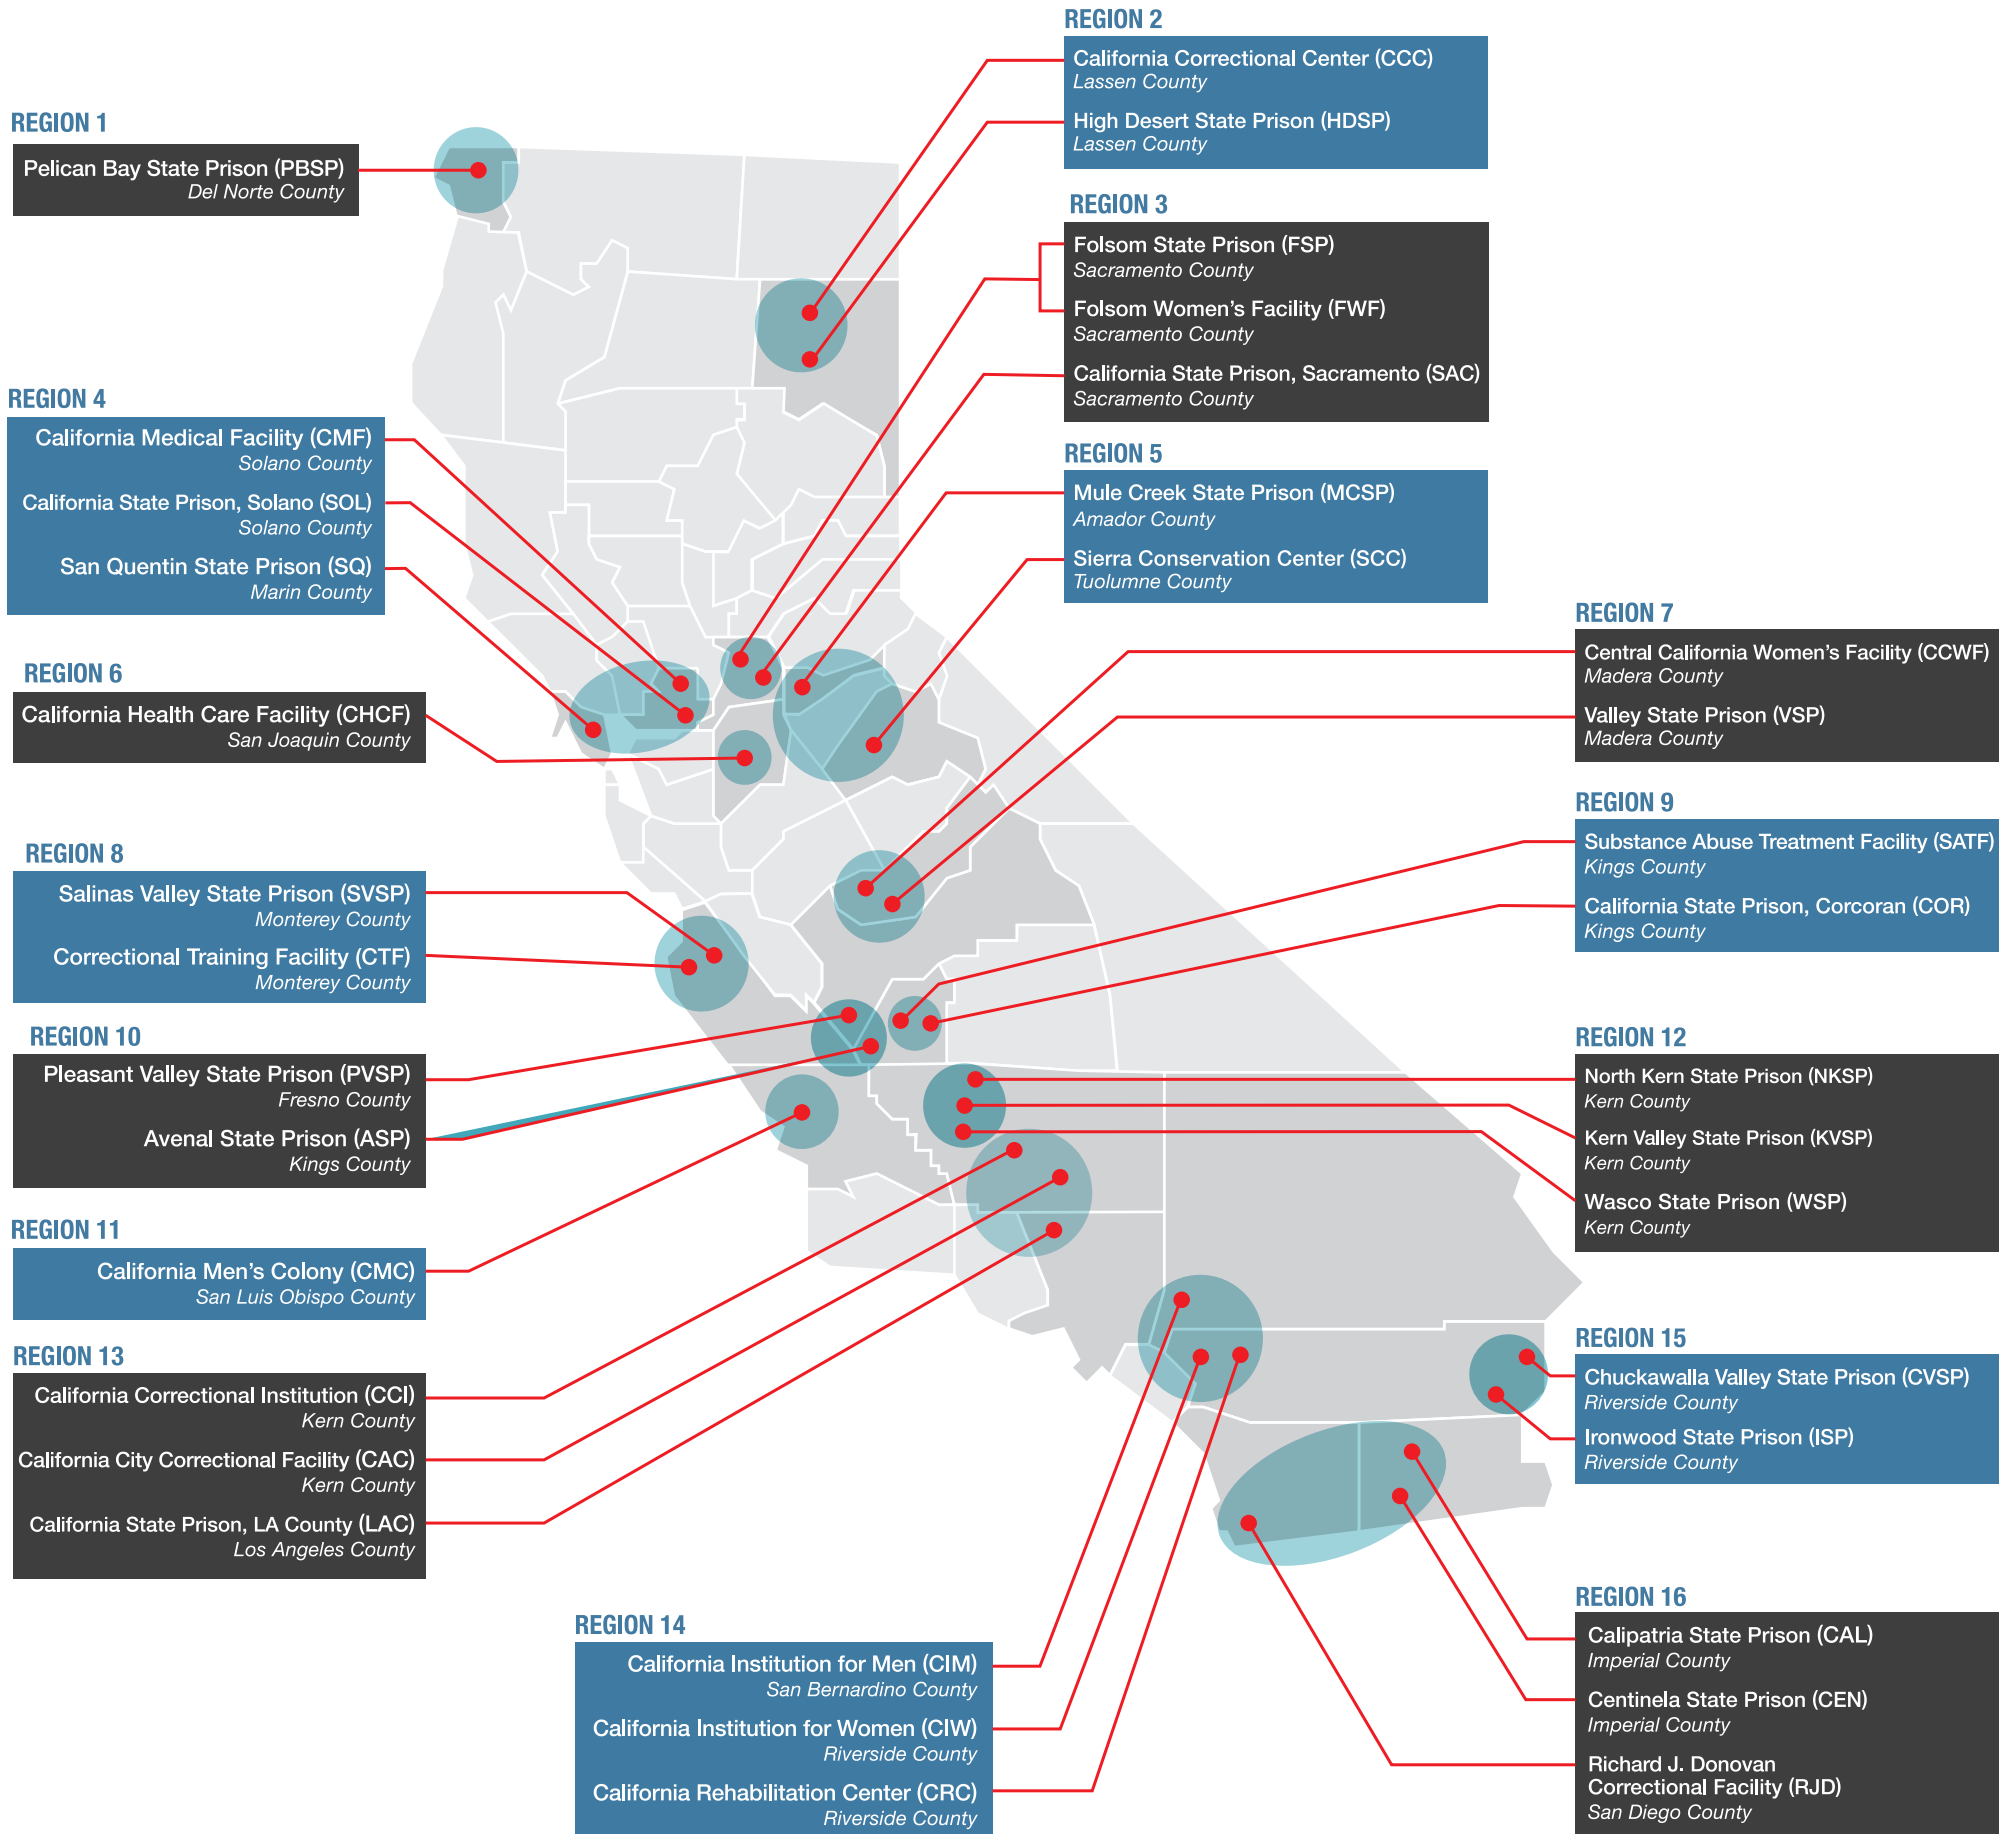 REGION 1
Pelican Bay State Prison (PBSP)
Del Norte County
REGION 2
California Correctional Center (CCC)
Lassen County
High Desert State Prison (HDSP)
Lassen County
REGION 3
Folsom State Prison (FSP)
Sacramento County
Folsom Women's Facility (FWF)
Sacramento County
California State Prison, Sacramento (SAC)
Sacramento County
REGION 4
California Medical Facility (CMF)
Solano County
California State Prison, Solano (SOL)
Solano County
San Quentin State Prison (SQ)
Marin County
REGION 5
Mule Creek State Prison (MCSP)
Amador County
Sierra Conservation Center (SCC)
Tuolumne County
REGION 6
California Health Care Facility (CHCF)
San Joaquin County
REGION 7
Central California Women's Facility (CCWF)
Madera County
Valley State Prison (VSP)
Madera County
REGION 8
Salinas Valley State Prison (SVSP)
Monterey County
Correctional Training Facility (CTF)
Monterey County
REGION 9
Substance Abuse Treatment Facility (SATF)
Kings County
California State Prison, Corcoran (COR)
Kings County
REGION 10
Pleasant Valley State Prison (PVSP)
Fresno County
Avenal State Prison (ASP)
Kings County
REGION 11
California Men's Colony (CMC)
San Luis Obispo County
REGION 12
North Kern State Prison (NKSP)
Kern County
Kern Valley State Prison (KVSP)
Kern County
Wasco State Prison (WSP)
Kern County
REGION 13
California Correctional Institution (CCI)
Kern County
California City Correctional Facility (CAC)
Kern County
California State Prison, LA County (LAC)
Los Angeles County
REGION 14
California Institution for Men (CIM)
San Bernardino County
California Institution for Women (CIW)
Riverside County
California Rehabilitation Center (CRC)
Riverside County
REGION 15
Chuckawalla Valley State Prison (CVSP)
Riverside County
Ironwood State Prison (ISP)
Riverside County
REGION 16
Calipatria State Prison (CAL)
Imperial County
Centinela State Prison (CEN)
Imperial County
Richard J. Donovan
Correctional Facility (RJD)
San Diego County